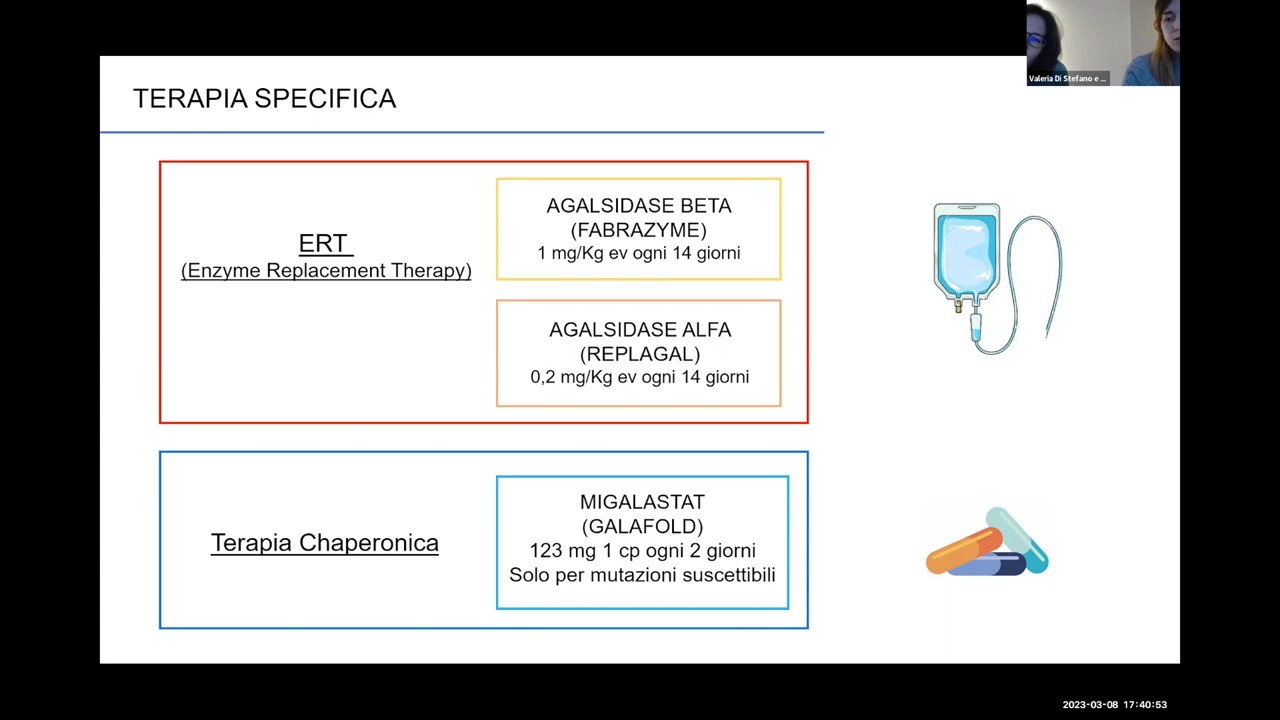 Valeria Di Stefano e ...
TERAPIA SPECIFICA
ERT
(Enzyme Replacement Therapy)
AGALSIDASE BETA
(FABRAZYME)
1 mg/Kg ev ogni 14 giorni
AGALSIDASE ALFA
(REPLAGAL)
0,2 mg/Kg ev ogni 14 giorni
Terapia Chaperonica
MIGALASTAT
(GALAFOLD)
123 mg 1 cp ogni 2 giorni
Solo per mutazioni suscettibili
2023-03-08 17:40:53